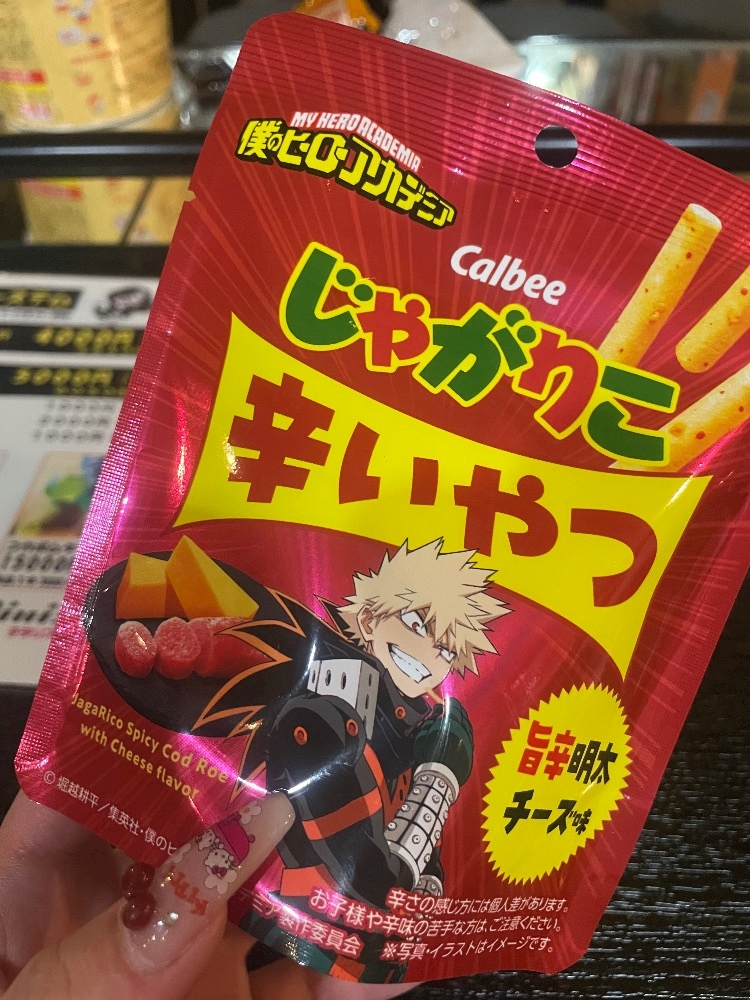 MY HERO ACADEMIA
僕のヒーローアカデミア
Calbee
じゃがりこ
辛いやつ
JagaRico Spicy Cod Roe
with Cheese flavor
旨辛明太
チーズ味
©堀越耕平/集英社・僕のヒ
デミア製作委員会
辛さの感じ方には個人差があります。
お子様や辛味の苦手な方は、ご注意ください。
※写真・イラストはイメージです。